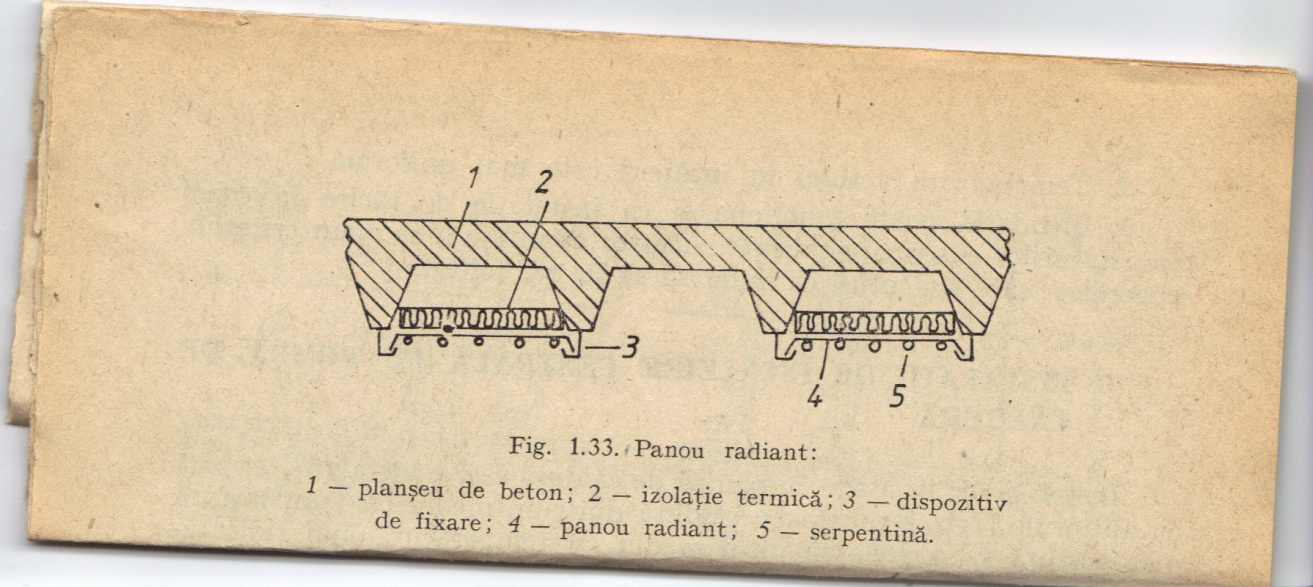 1 2
3
4 5
Fig. 1.33. Panou radiant:
1 — planșeu de beton; 2 — izolație termică; 3 — dispozitiv
de fixare; 4 — panou radiant; 5 — serpentină.